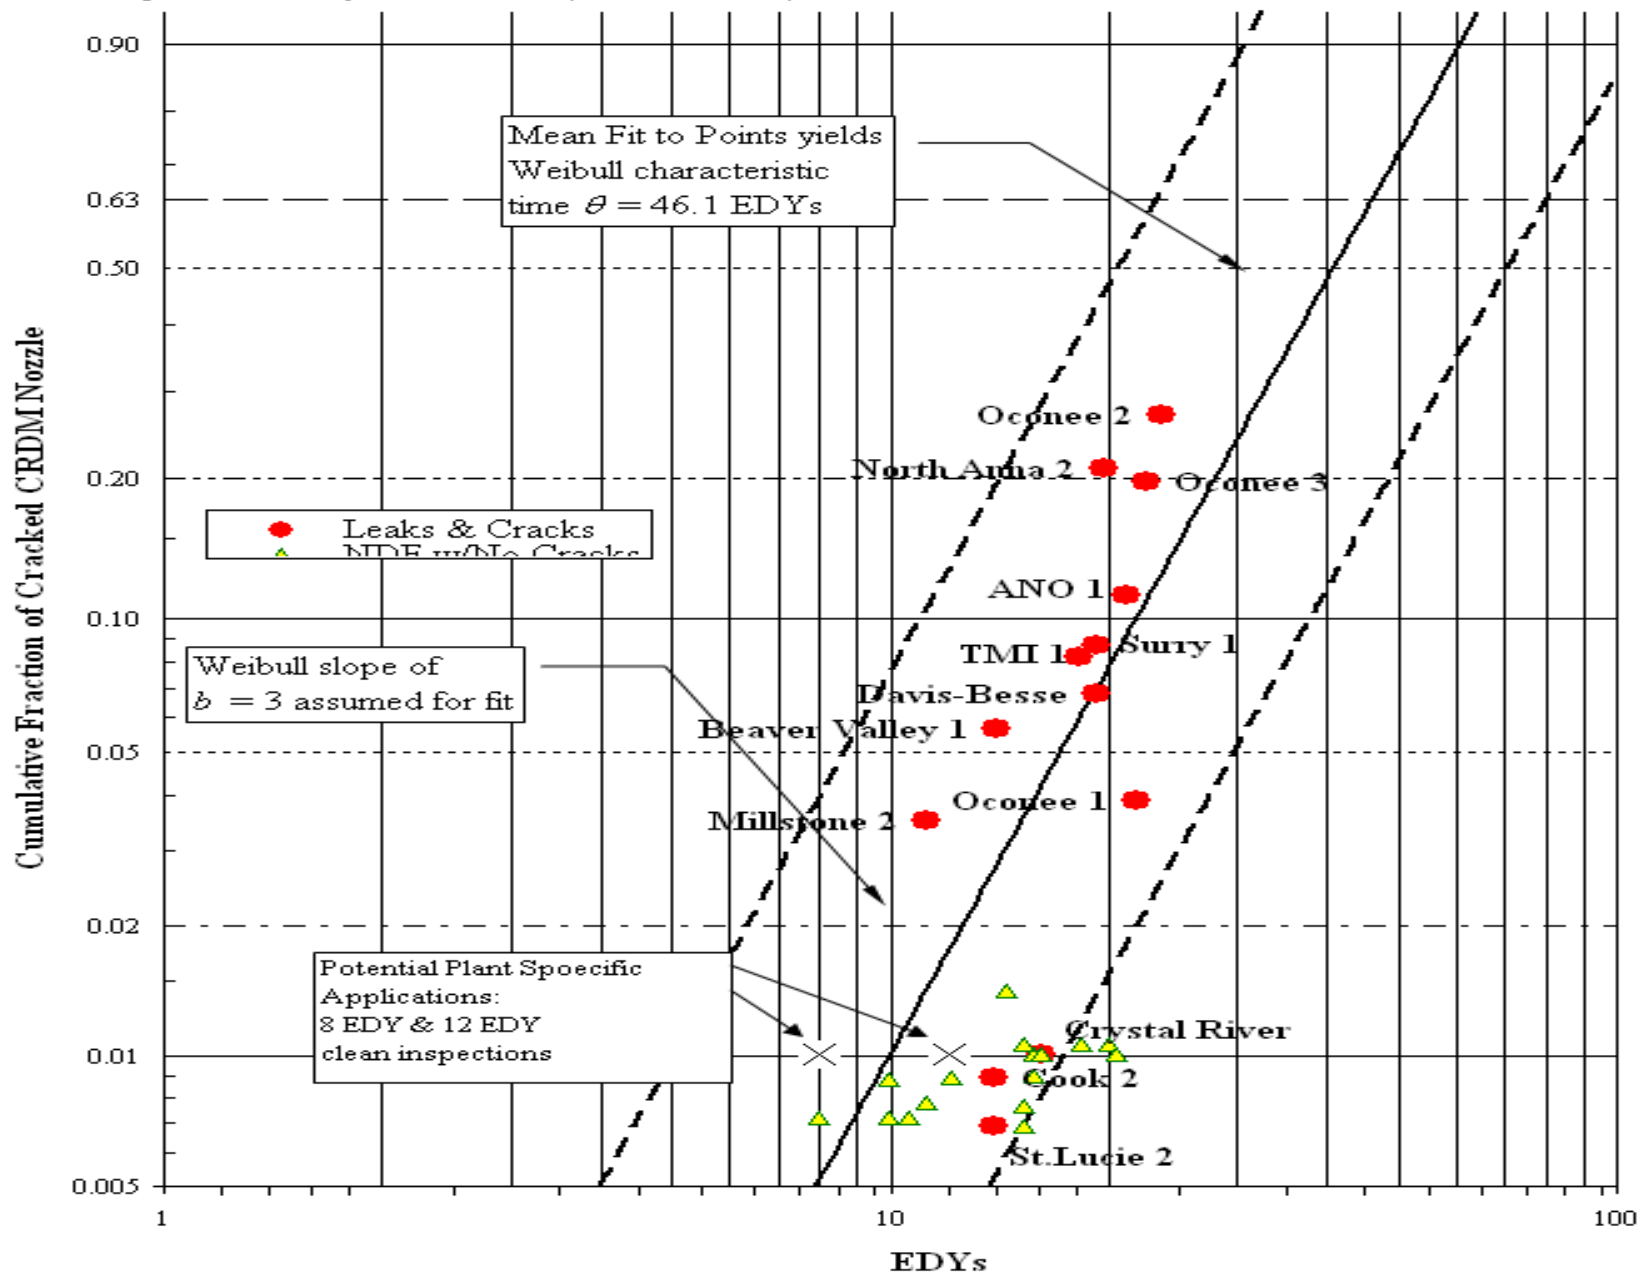 0.90
Mean Fit to Points yields
Weibull characteristic
time θ = 46.1 EDYs
0.63
0.50
Cumulative Fraction of Cracked CRDM Nozzle
Oconee 2
North Anna 2
0.20
Oconee 3
Leaks & Cracks
NDE w/No Cracks
ANO 1
0.10
Surry 1
TMI 1
Weibull slope of
b = 3 assumed for fit
Davis-Besse
Beaver Valley 1
0.05
Oconee 1
Millstone 2
0.02
Potential Plant Spoecific
Applications:
8 EDY & 12 EDY
clean inspections
Crystal River
0.01
Cook 2
St.Lucie 2
0.005
1
10
100
EDYs